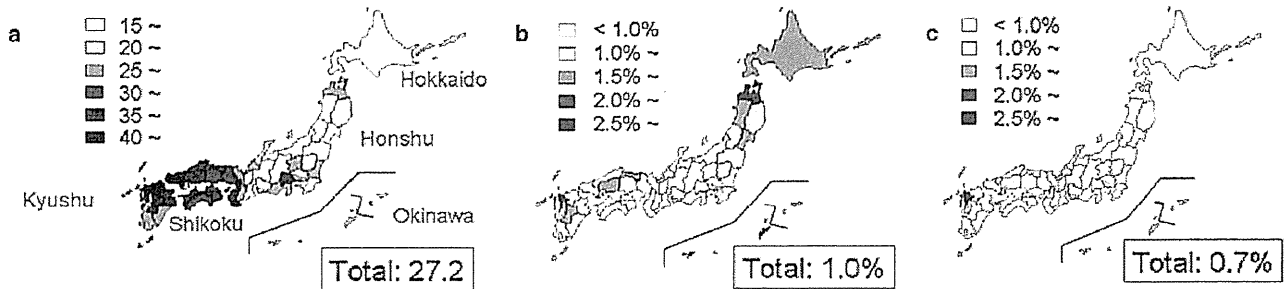 a
15 ~
20 ~
25 ~
30 ~
35 ~
40 ~
Hokkaido
Honshu
Kyushu
Shikoku
Okinawa
Total: 27.2
b
< 1.0%
1.0% ~
1.5% ~
2.0% ~
2.5% ~
Total: 1.0%
c
< 1.0%
1.0% ~
1.5% ~
2.0% ~
2.5% ~
Total: 0.7%